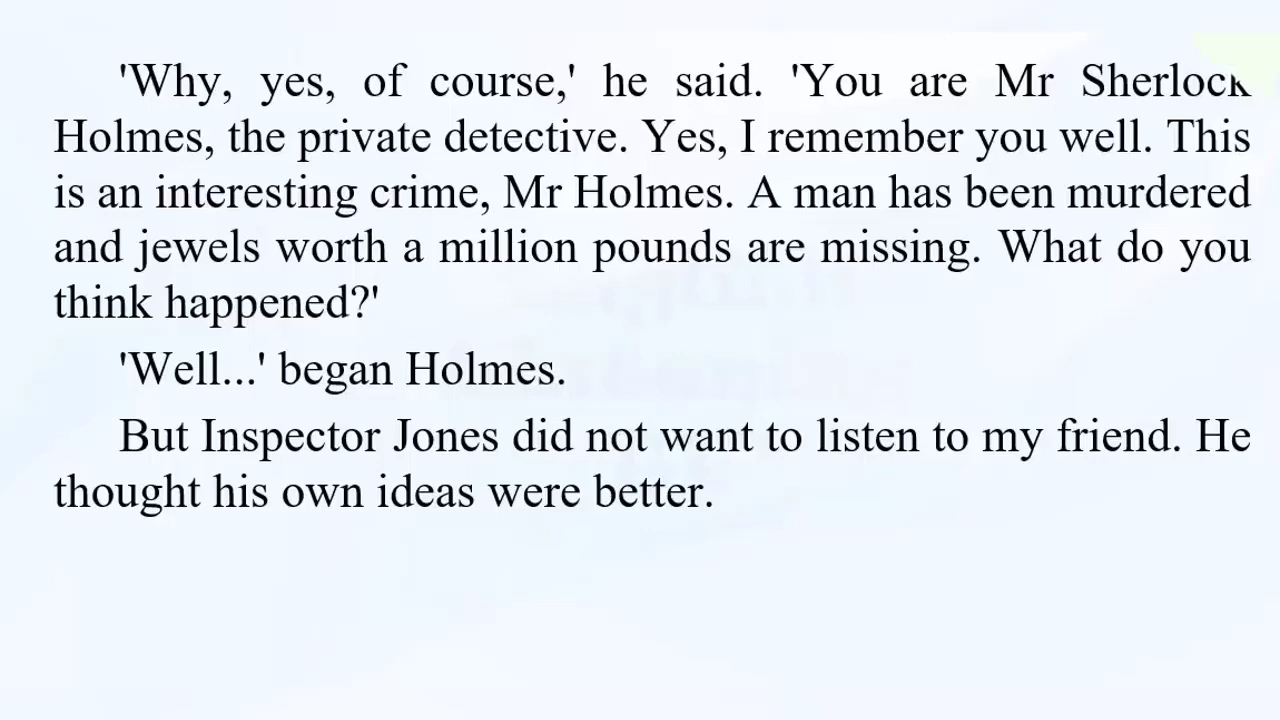 'Why, yes, of course,' he said. 'You are Mr Sherlock
Holmes, the private detective. Yes, I remember you well. This
is an interesting crime, Mr Holmes. A man has been murdered
and jewels worth a million pounds are missing. What do you
think happened?'
'Well...' began Holmes.
But Inspector Jones did not want to listen to my friend. He
thought his own ideas were better.